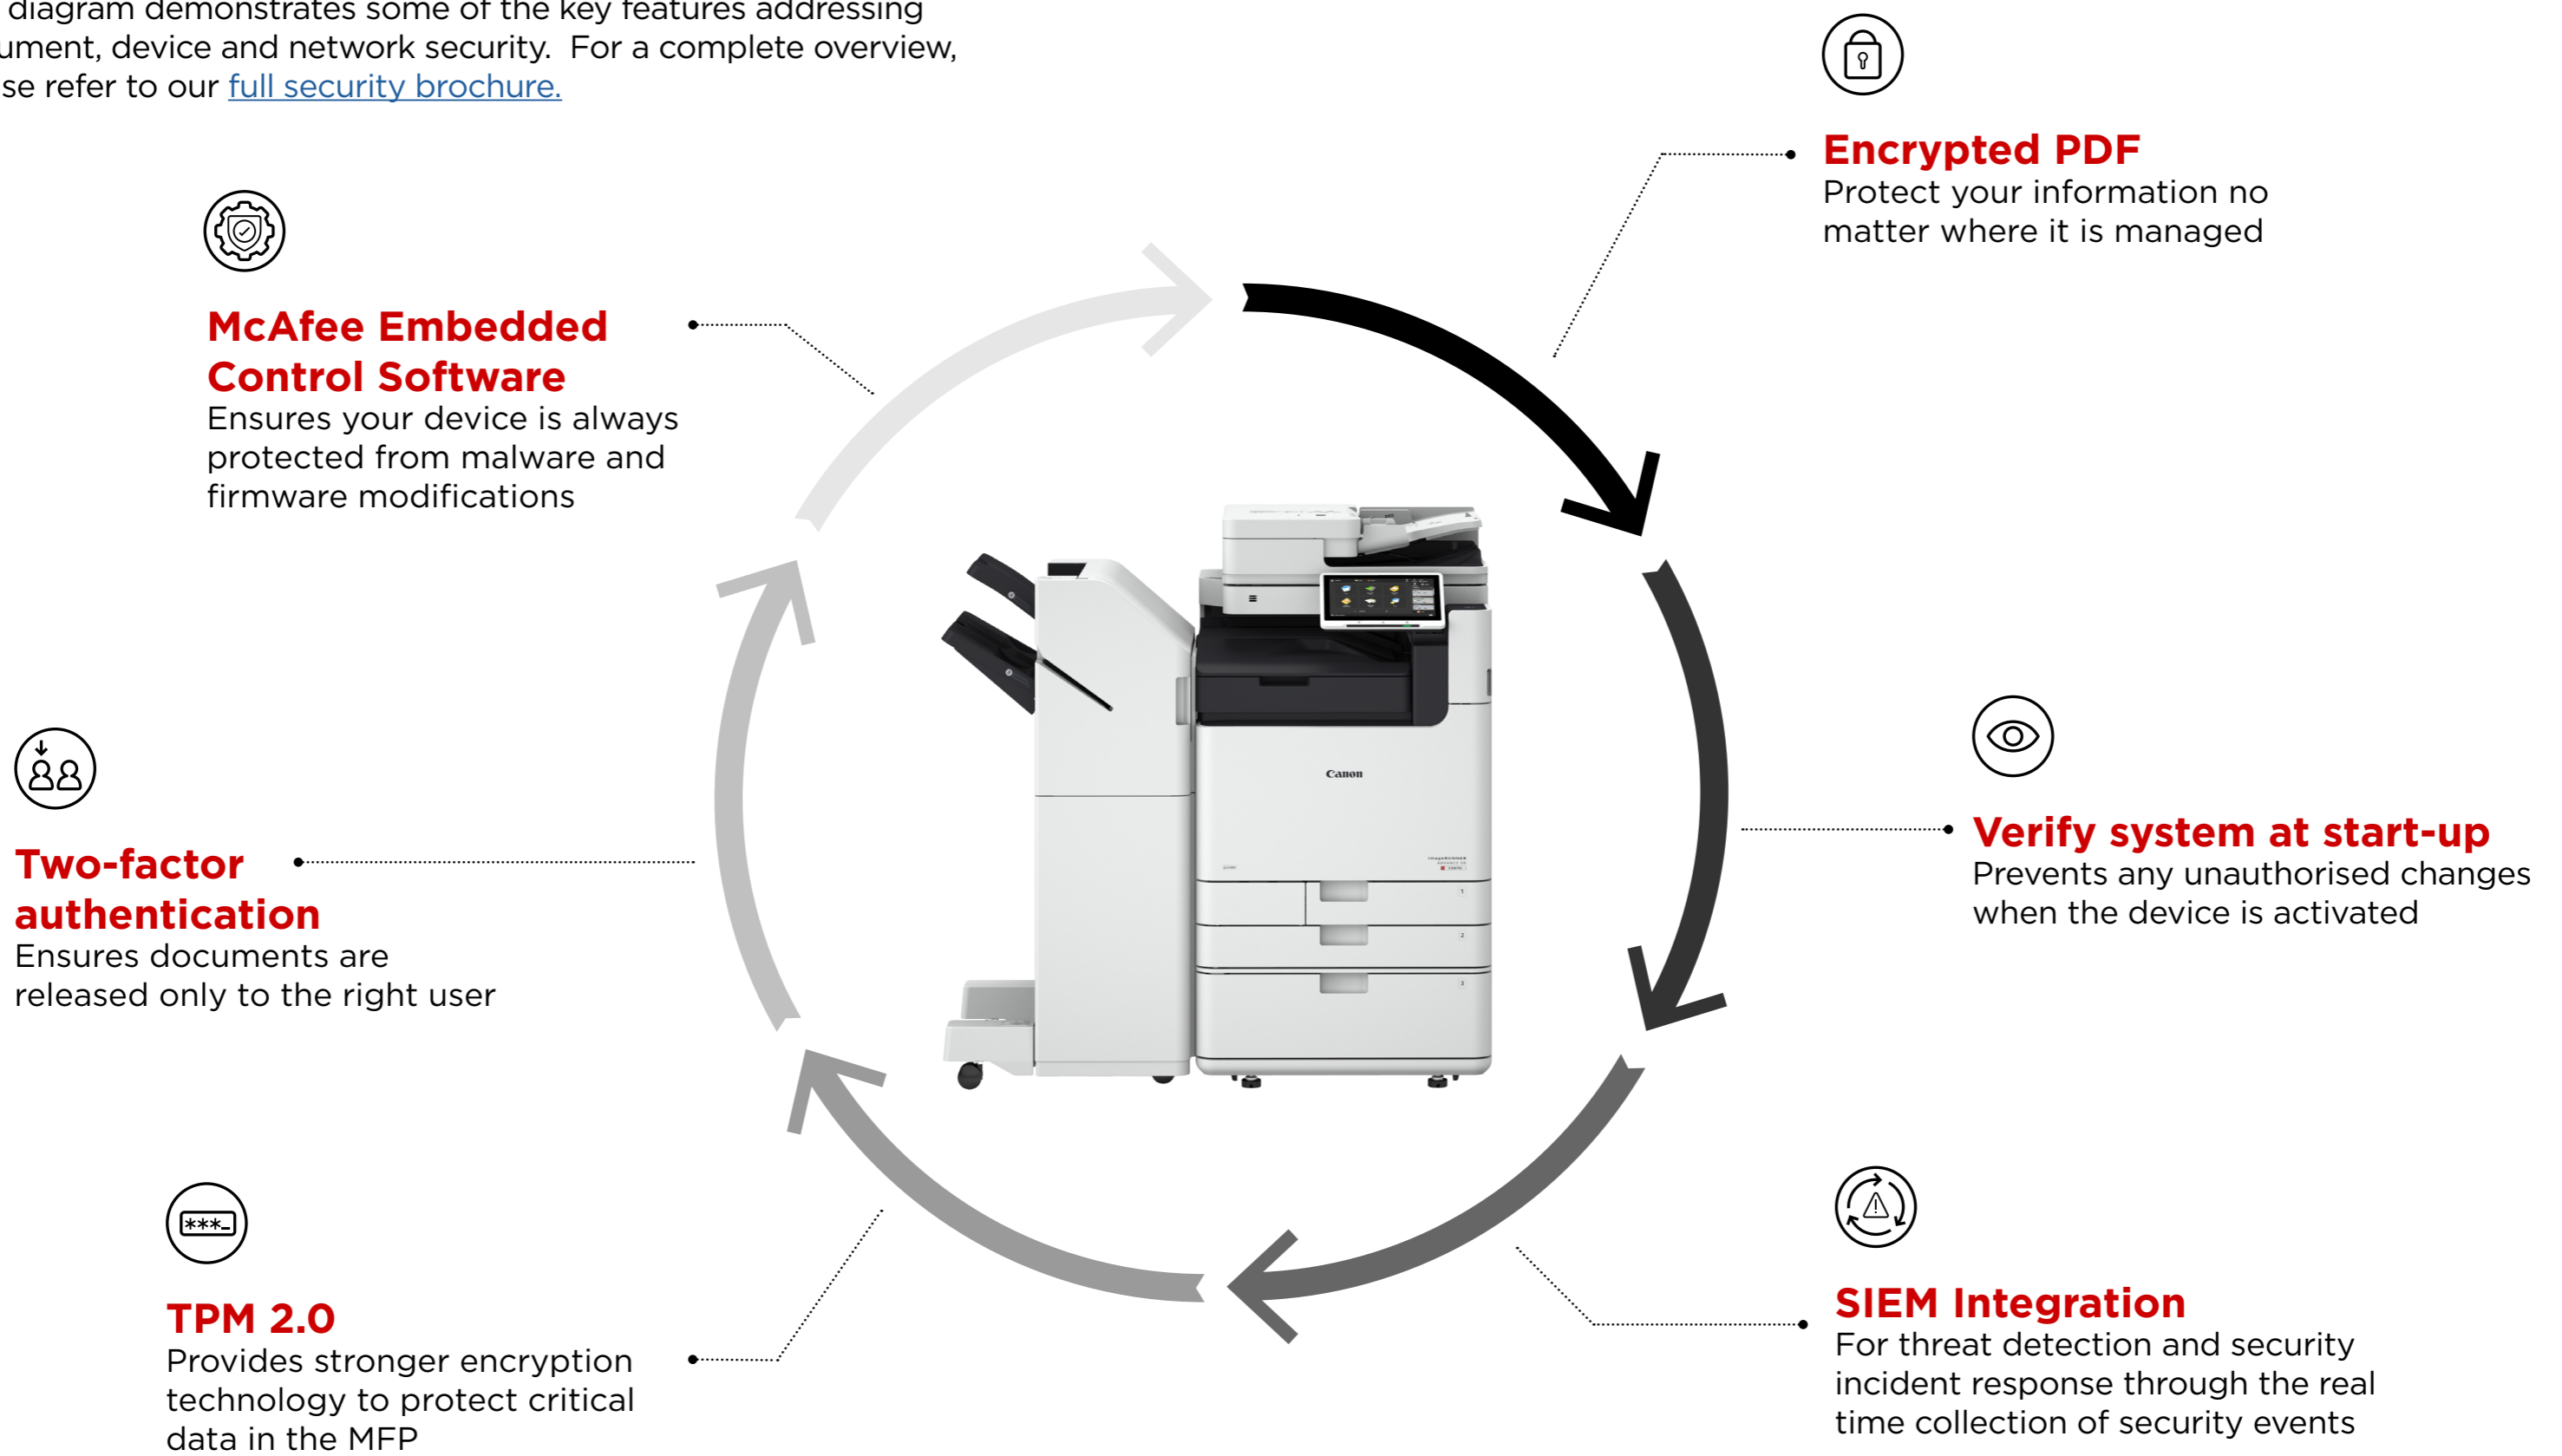 diagram demonstrates some of the key features addressing
ument, device and network security. For a complete overview,
se refer to our full security brochure.
Encrypted PDF
Protect your information no
matter where it is managed
McAfee Embedded
Control Software
Ensures your device is always
protected from malware and
firmware modifications
Canon
Verify system at start-up
Prevents any unauthorised changes
when the device is activated
Two-factor
authentication
Ensures documents are
released only to the right user
1
2
3
***_
SIEM Integration
For threat detection and security
incident response through the real
time collection of security events
TPM 2.0
Provides stronger encryption
technology to protect critical
data in the MFP